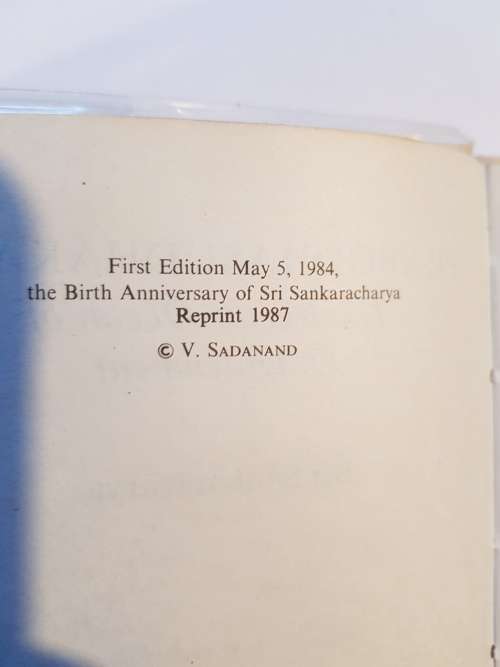 First Edition May 5, 1984,
the Birth Anniversary of Sri Sankaracharya
Reprint 1987
© V. SADANAND